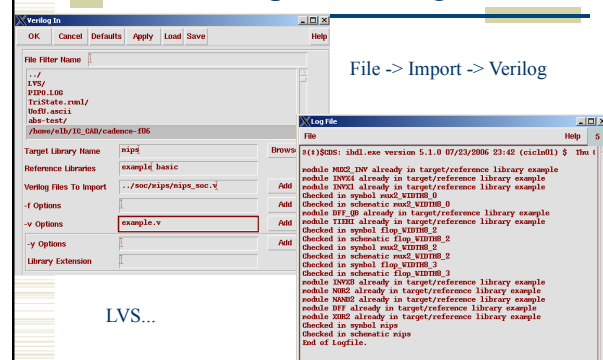 Verilog In
OK Cancel Defaults Apply Load Save Help
File Filter Name
../
LVS/
PIPO.LOG
TriState.runl/
UofU.ascii
abs-test/
/home/elb/IC_CAD/cadence-f06
Target Library Name mips Brows
Reference Libraries example basic
Verilog Files To Import ../soc/mips/mips_soc.v Add
-f Options Add
-v Options example.v Add
-y Options Add
Library Extension
LVS...
File -> Import -> Verilog
Log File
File Help 5
@(#)$CDS: ihdl.exe version 5.1.0 07/23/2006 23:42 (cicln01) $ Thu
module MUX2_INV already in target/reference library example
module INVX4 already in target/reference library example
module INVX1 already in target/reference library example
Checked in symbol mux2_WIDTH8_0
Checked in schematic mux2_WIDTH8_0
module DFF_QB already in target/reference library example
module TIEHI already in target/reference library example
Checked in symbol flop_WIDTH8_2
Checked in schematic flop_WIDTH8_2
Checked in symbol mux2_WIDTH8_2
Checked in schematic mux2_WIDTH8_2
Checked in symbol flop_WIDTH8_3
Checked in schematic flop_WIDTH8_3
module INVX8 already in target/reference library example
module NOR2 already in target/reference library example
module NAND2 already in target/reference library example
module DFF already in target/reference library example
module XOR2 already in target/reference library example
Checked in symbol mips
Checked in schematic mips
End of Logfile.